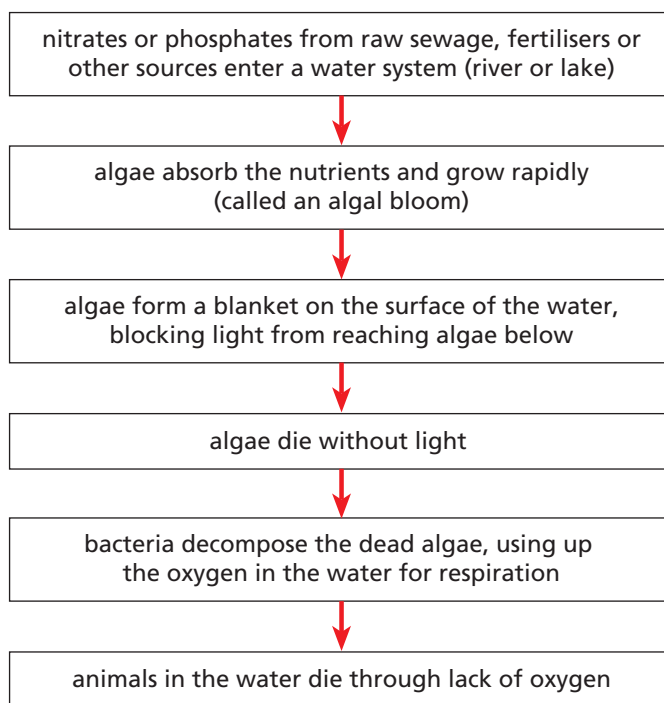 nitrates or phosphates from raw sewage, fertilisers or
other sources enter a water system (river or lake)
algae absorb the nutrients and grow rapidly
(called an algal bloom)
algae form a blanket on the surface of the water,
blocking light from reaching algae below
algae die without light
bacteria decompose the dead algae, using up
the oxygen in the water for respiration
animals in the water die through lack of oxygen